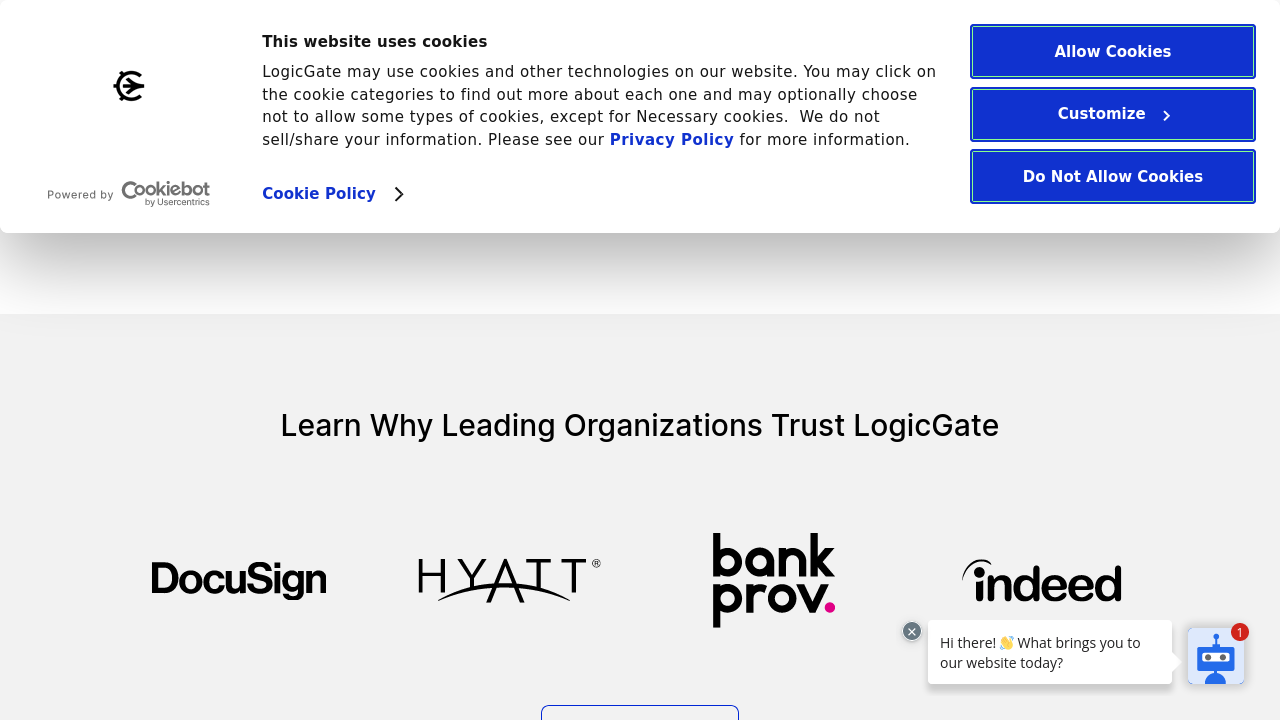 This website uses cookies
LogicGate may use cookies and other technologies on our website. You may click on
the cookie categories to find out more about each one and may optionally choose
not to allow some types of cookies, except for Necessary cookies.  We do not
sell/share your information. Please see our Privacy Policy for more information.
Powered by Cookiebot
by Usercentrics
Cookie Policy
Allow Cookies
Customize
Do Not Allow Cookies
Learn Why Leading Organizations Trust LogicGate
DocuSign
HYATT®
bank
prov.
indeed
Hi there! 👋 What brings you to
our website today?
1